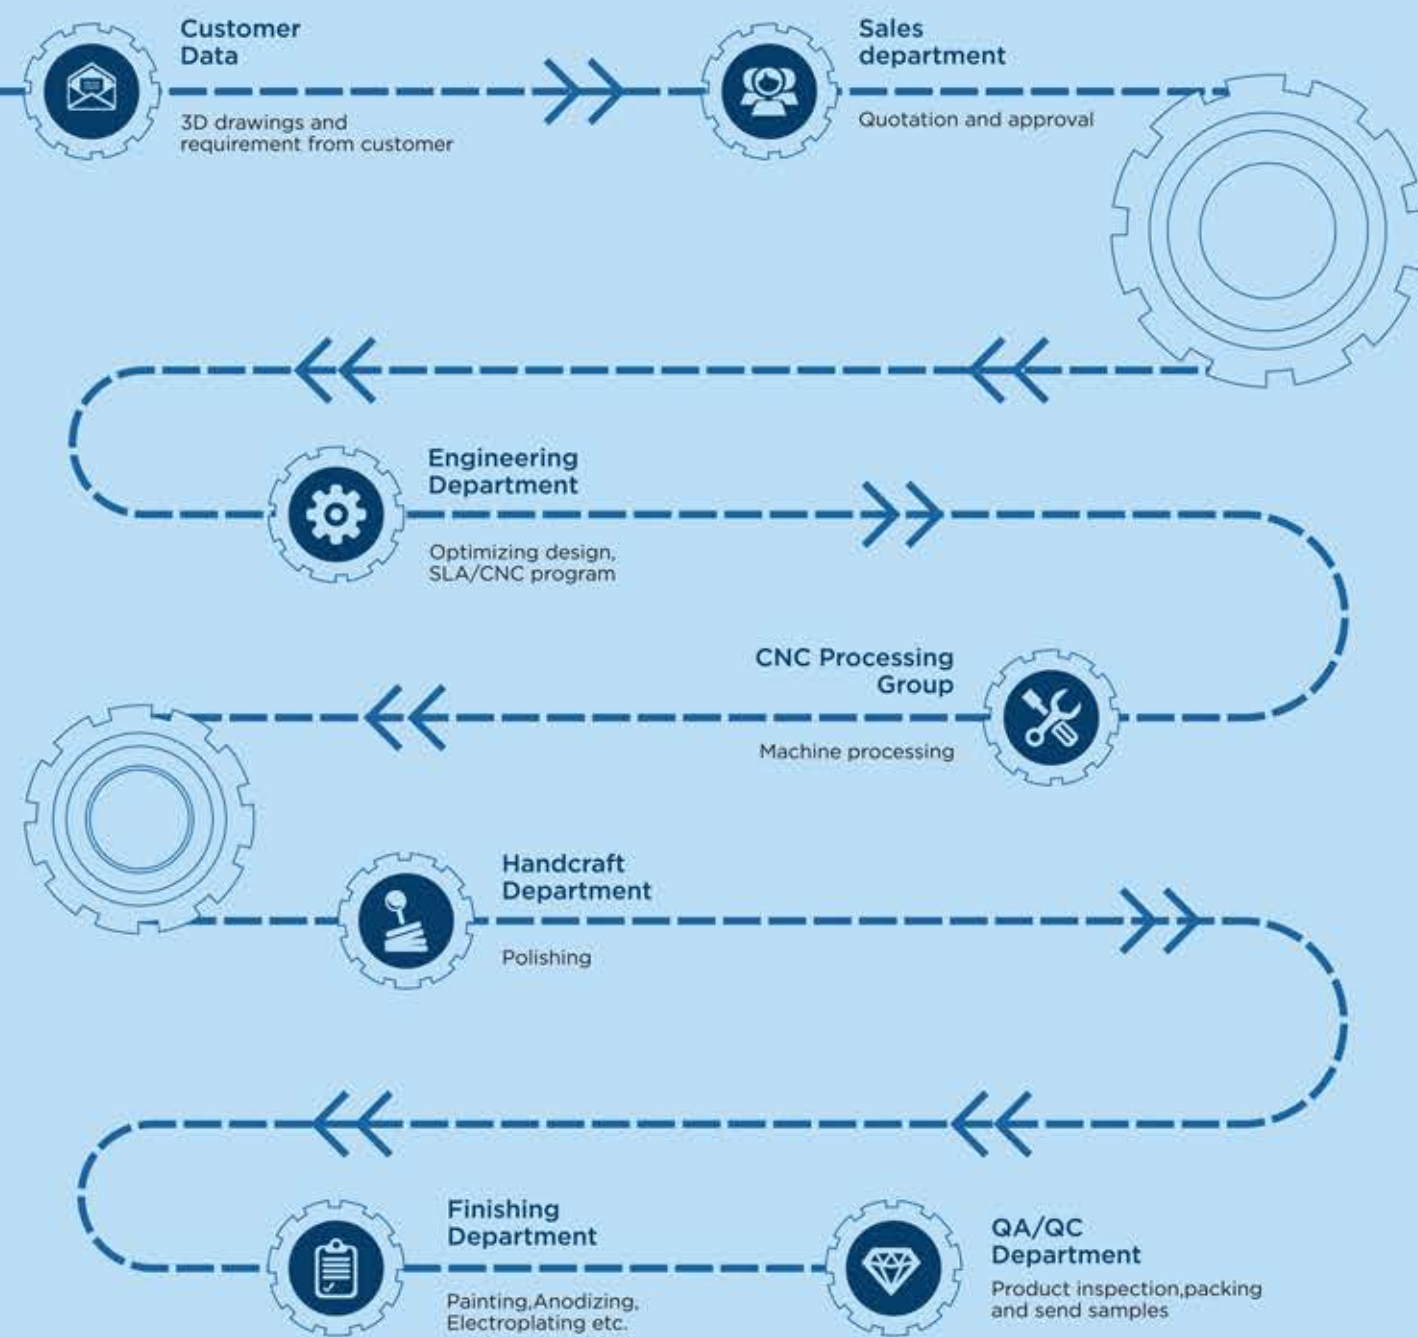 Customer
Data
3D drawings and
requirement from customer
Sales
department
Quotation and approval
Engineering
Department
Optimizing design,
SLA/CNC program
CNC Processing
Group
Machine processing
Handcraft
Department
Polishing
Finishing
Department
Painting,Anodizing,
Electroplating etc.
QA/QC
Department
Product inspection,packing
and send samples